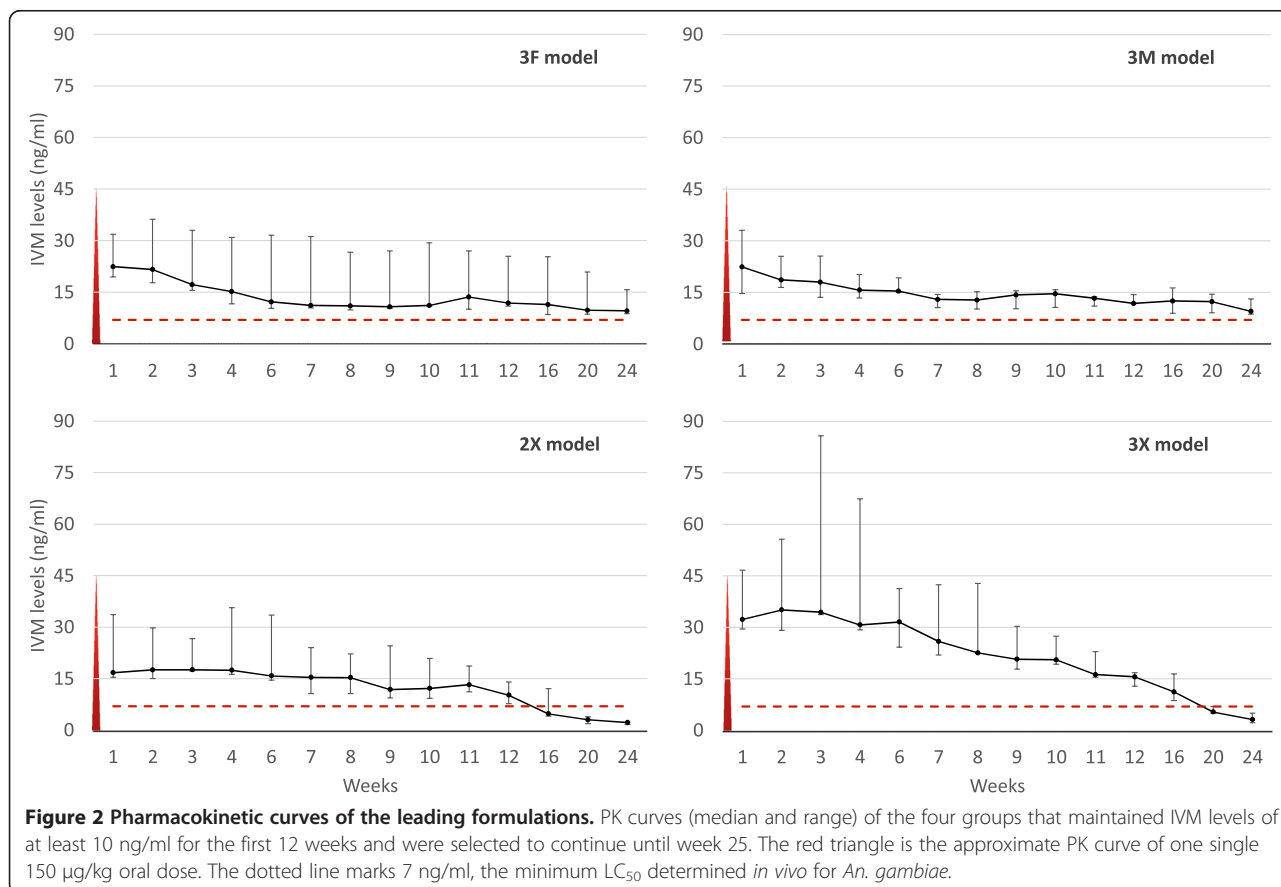 3F model
IVM levels (ng/ml)
90
75
60
45
30
15
0
1 2 3 4 6 7 8 9 10 11 12 16 20 24
3M model
90
75
60
45
30
15
0
1 2 3 4 6 7 8 9 10 11 12 16 20 24
2X model
IVM levels (ng/ml)
90
75
60
45
30
15
0
1 2 3 4 6 7 8 9 10 11 12 16 20 24
Weeks
3X model
90
75
60
45
30
15
0
1 2 3 4 6 7 8 9 10 11 12 16 20 24
Weeks
Figure 2 Pharmacokinetic curves of the leading formulations. PK curves (median and range) of the four groups that maintained IVM levels of
at least 10 ng/ml for the first 12 weeks and were selected to continue until week 25. The red triangle is the approximate PK curve of one single
150 μg/kg oral dose. The dotted line marks 7 ng/ml, the minimum LC50 determined in vivo for An. gambiae.